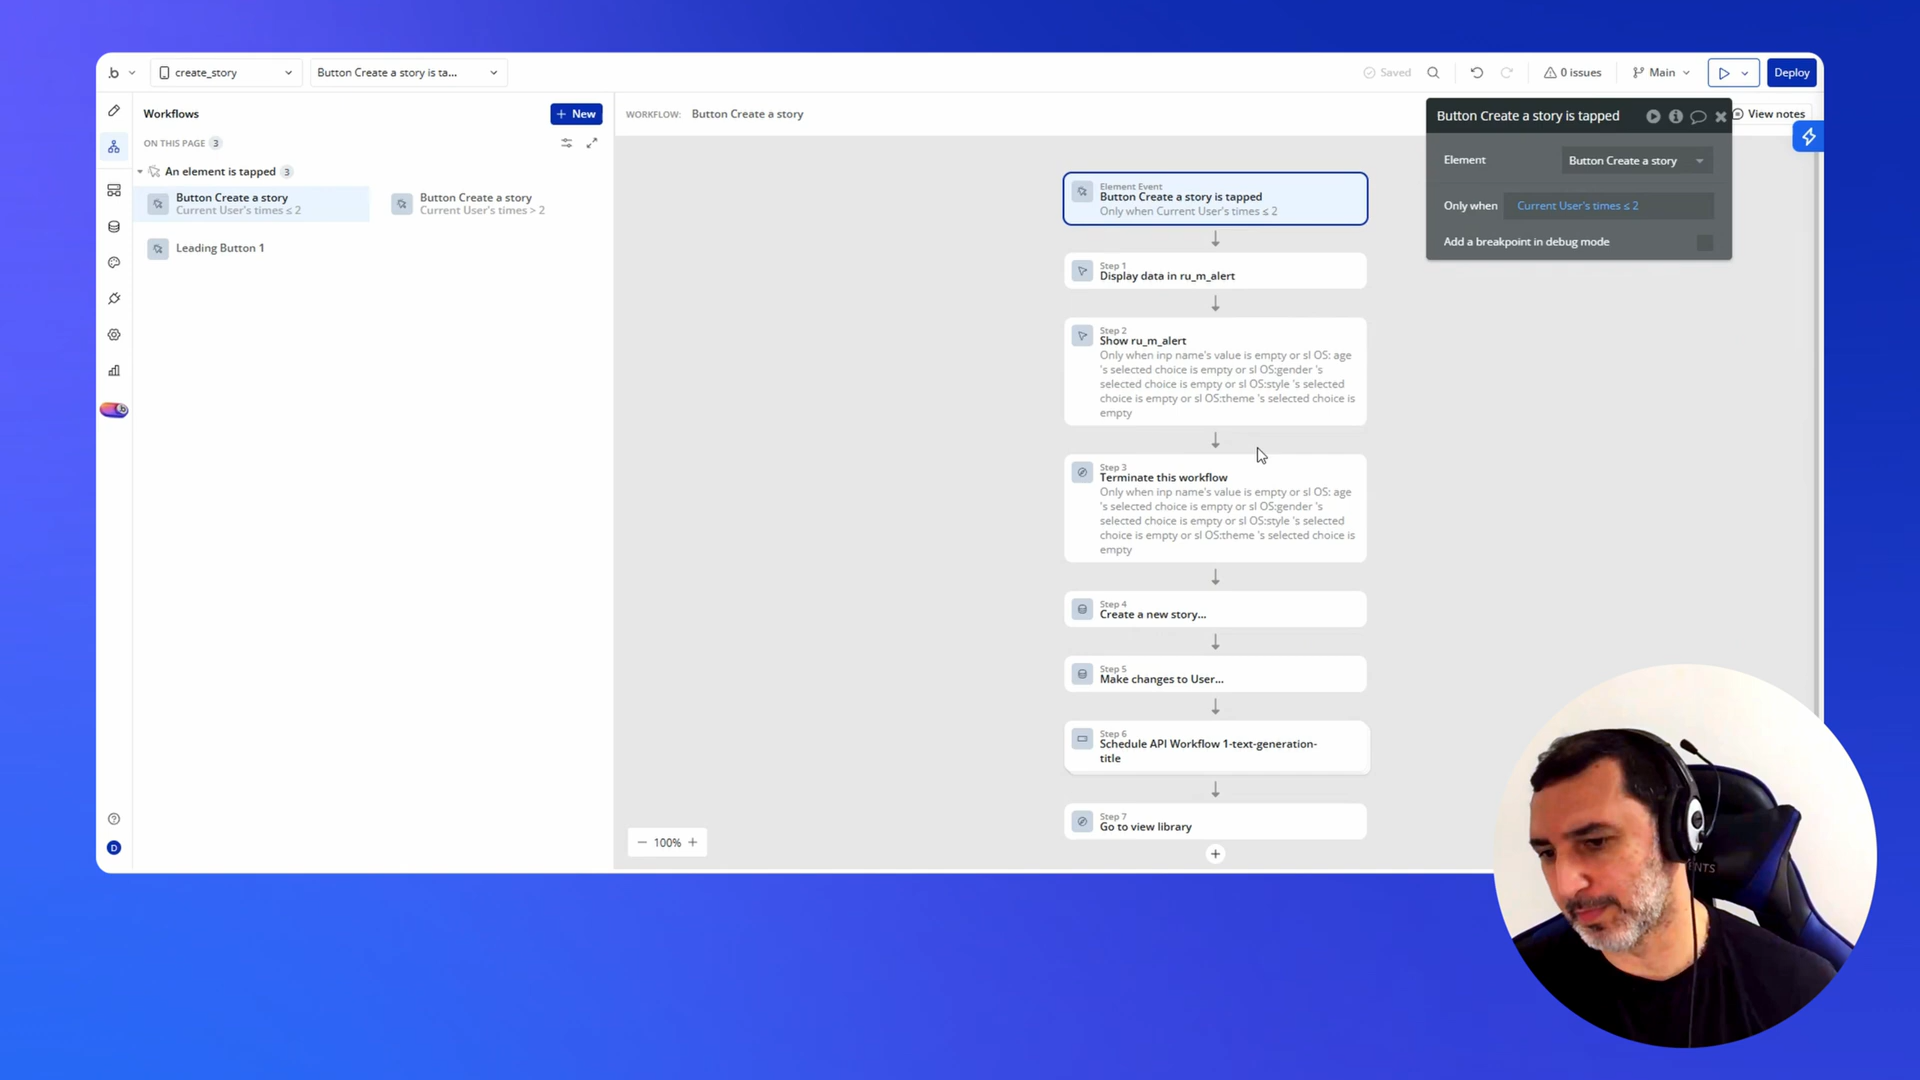 create_story
Button Create a story is ta...
Saved
0 issues
Main
Deploy
Workflows
+ New
WORKFLOW: Button Create a story
View notes
ON THIS PAGE 3
An element is tapped 3
Button Create a story
Current User's times ≤ 2
Button Create a story
Current User's times > 2
Leading Button 1
Element Event
Button Create a story is tapped
Only when Current User's times ≤ 2
Step 1
Display data in ru_m_alert
Step 2
Show ru_m_alert
Only when inp name's value is empty or sl OS: age
's selected choice is empty or sl OS:gender 's
selected choice is empty or sl OS:style 's selected
choice is empty or sl OS:theme 's selected choice is
empty
Step 3
Terminate this workflow
Only when inp name's value is empty or sl OS: age
's selected choice is empty or sl OS:gender 's
selected choice is empty or sl OS:style 's selected
choice is empty or sl OS:theme 's selected choice is
empty
Step 4
Create a new story...
Step 5
Make changes to User...
Step 6
Schedule API Workflow 1-text-generation-
title
Step 7
Go to view library
Button Create a story is tapped
Element
Button Create a story
Only when
Current User's times ≤ 2
Add a breakpoint in debug mode
− 100% +
D